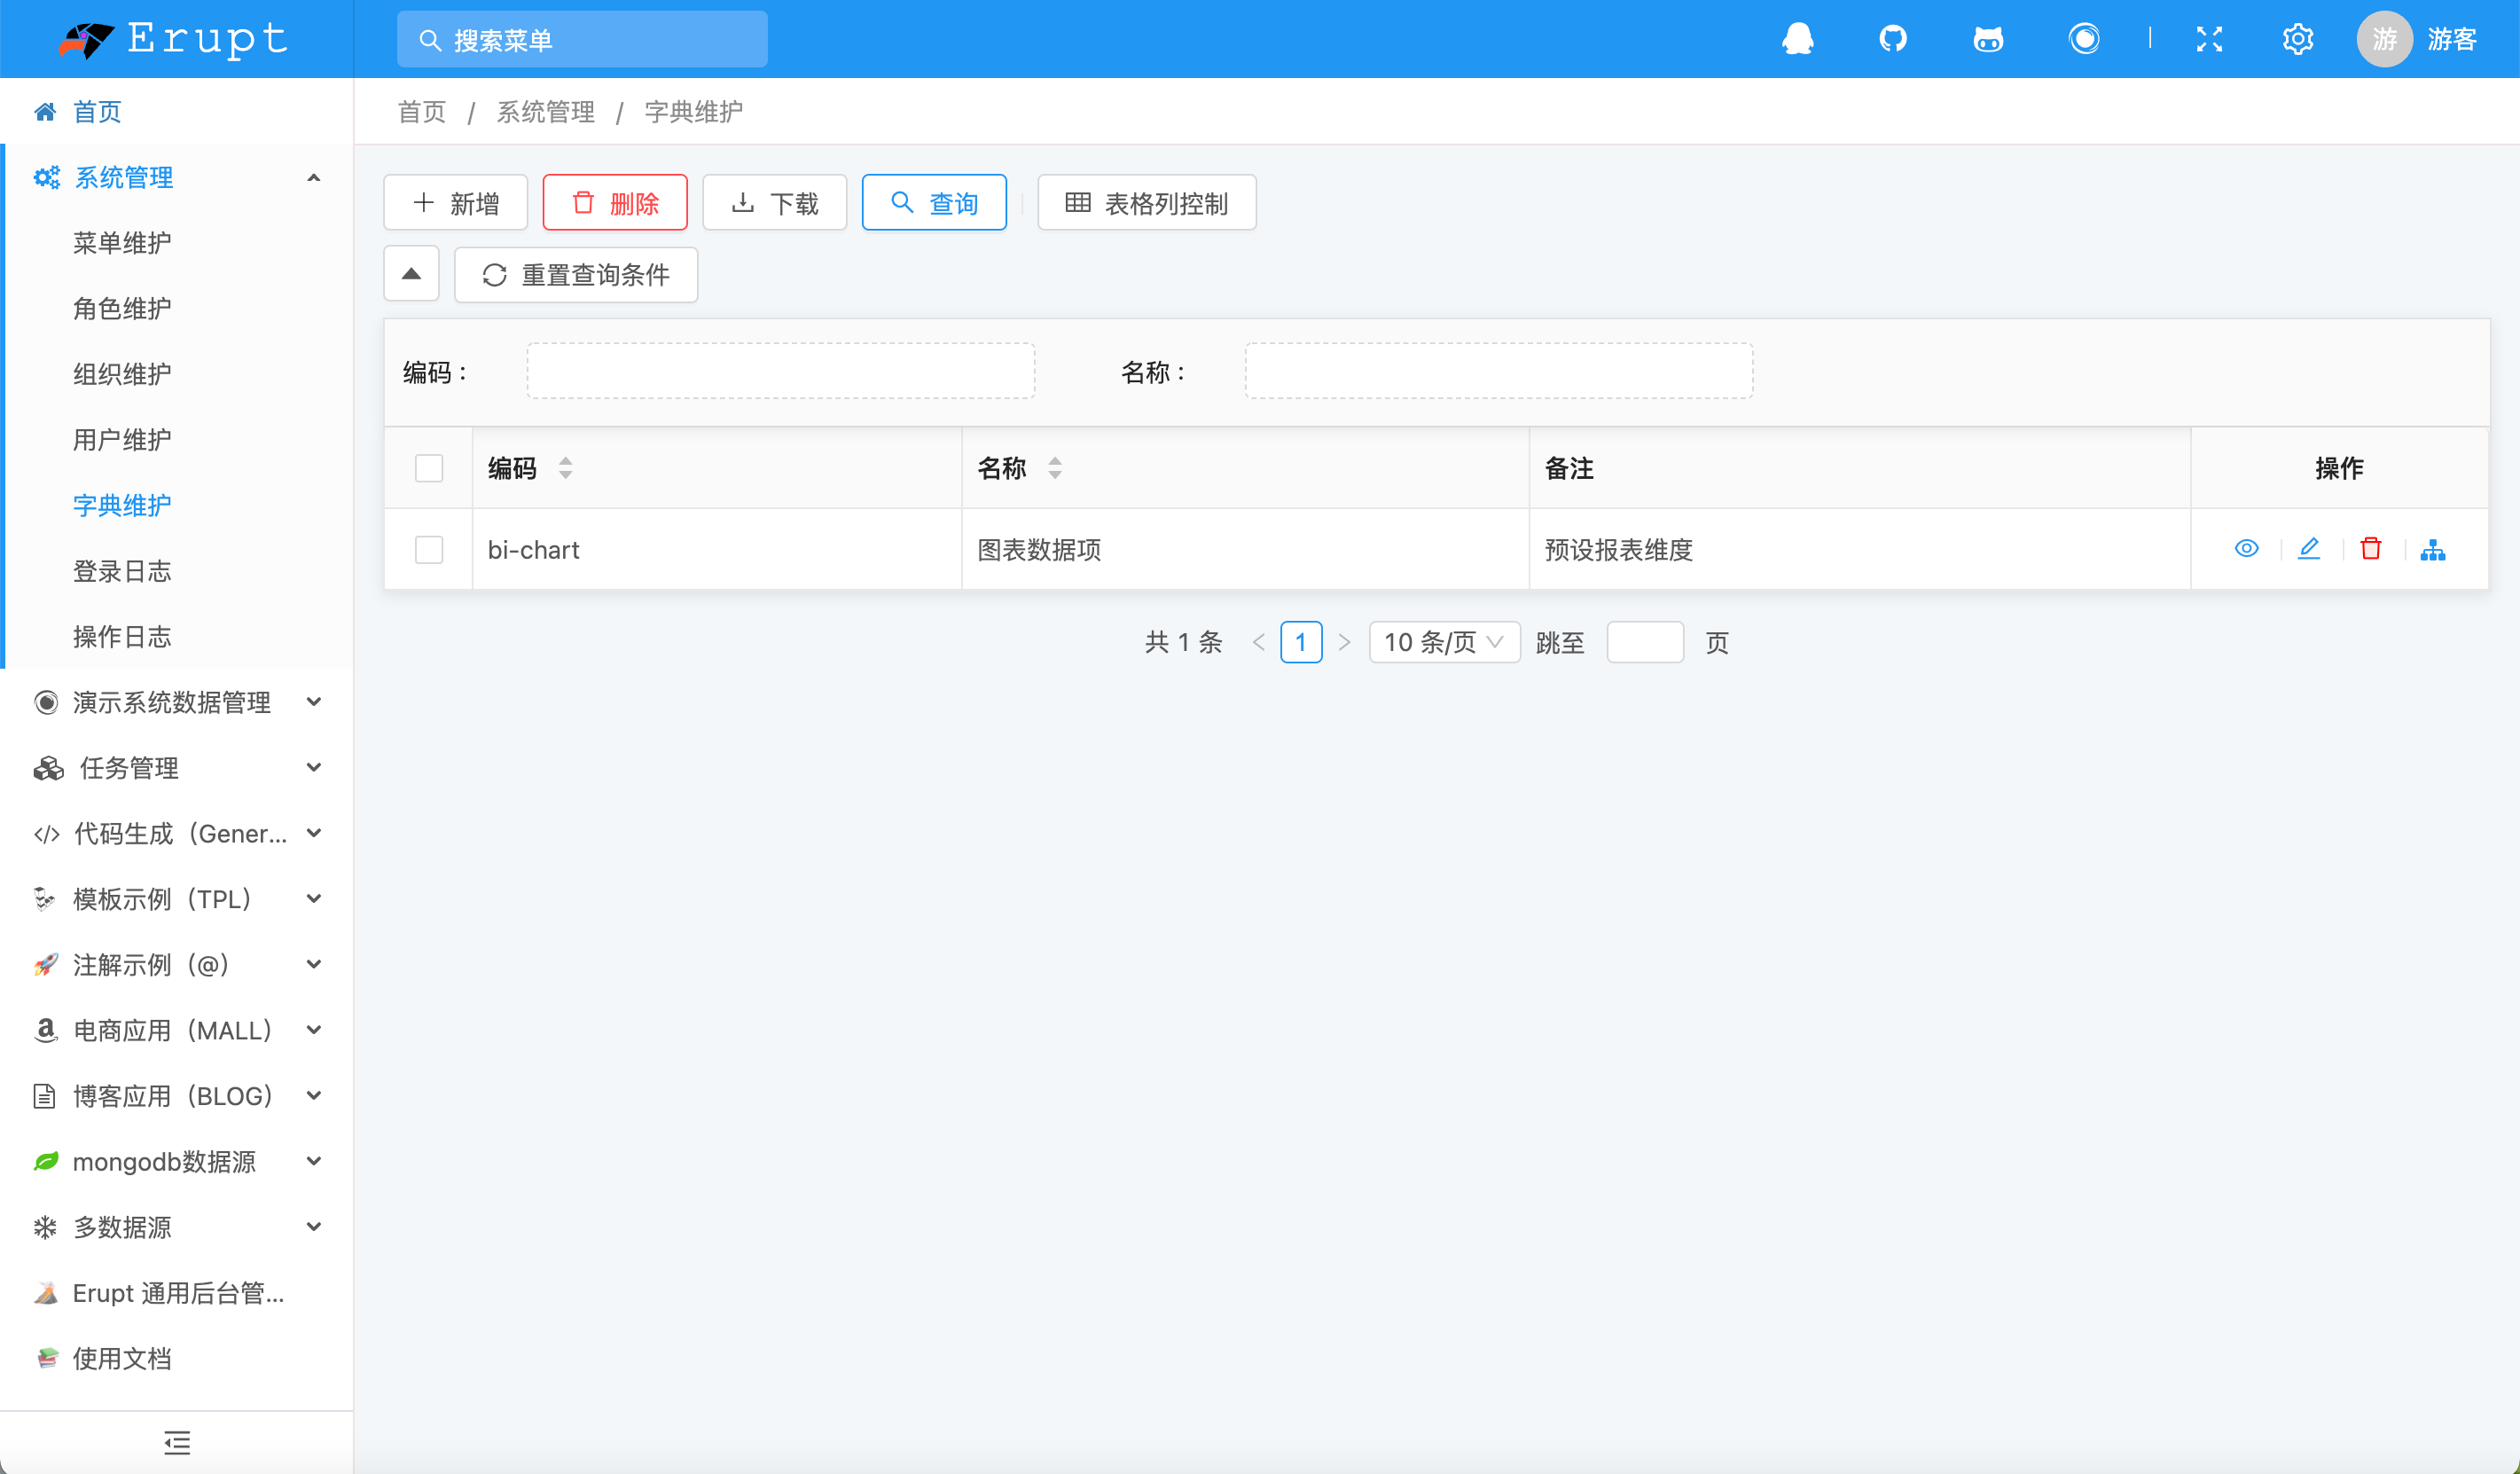 Erupt
搜索菜单
游
游客
首页
系统管理
菜单维护
角色维护
组织维护
用户维护
字典维护
登录日志
操作日志
演示系统数据管理
任务管理
代码生成（Gener...
模板示例（TPL）
注解示例（@）
电商应用（MALL）
博客应用（BLOG）
mongodb数据源
多数据源
Erupt 通用后台管...
使用文档
首页 / 系统管理 / 字典维护
新增
删除
下载
查询
表格列控制
重置查询条件
编码：
名称：
编码 名称 备注 操作
bi-chart 图表数据项 预设报表维度
共 1 条 < 1 > 10 条/页 跳至 页